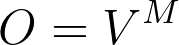 O = V^M